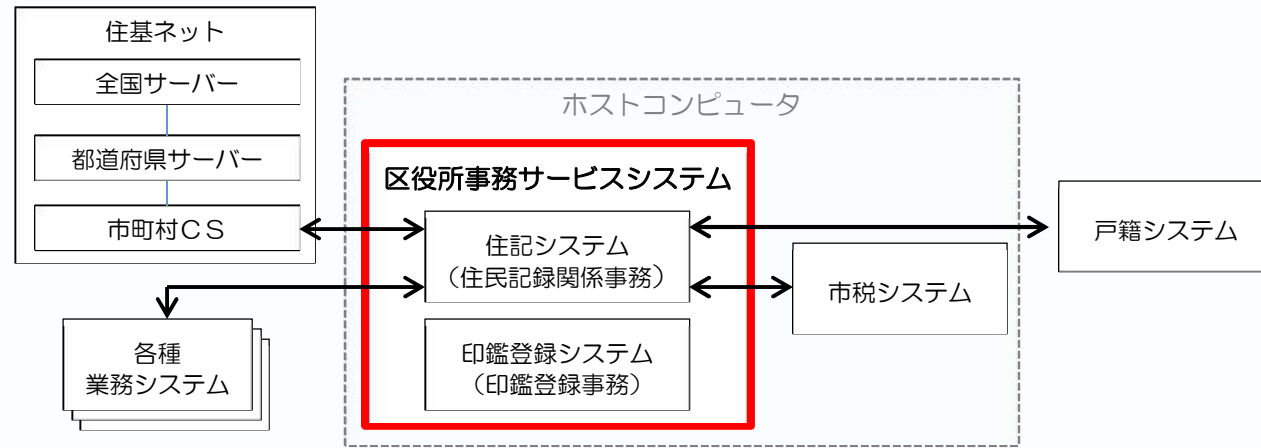 住基ネット
全国サーバー
都道府県サーバー
市町村ＣＳ
ホストコンピュータ
区役所事務サービスシステム
住記システム
（住民記録関係事務）
戸籍システム
市税システム
各種
業務システム
印鑑登録システム
（印鑑登録事務）